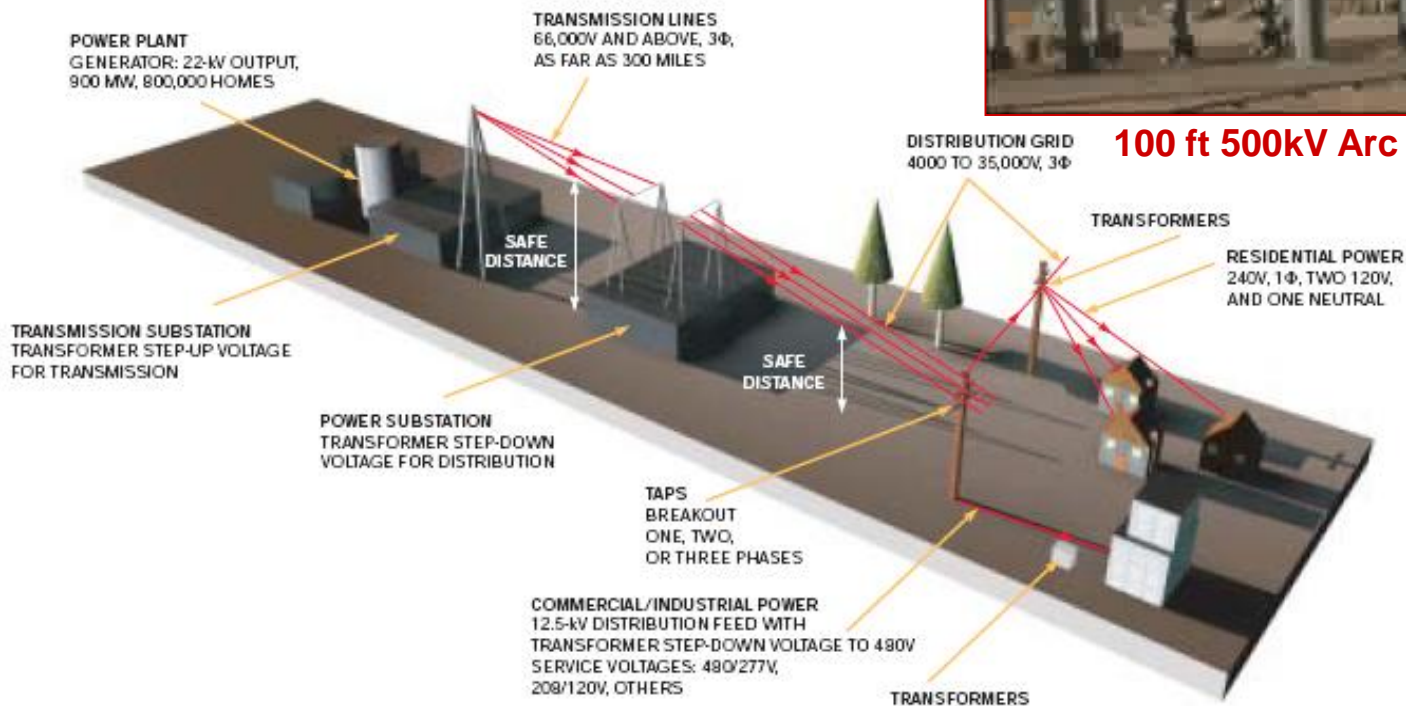 POWER PLANT
GENERATOR: 22-kV OUTPUT,
900 MW, 800,000 HOMES
TRANSMISSION LINES
66,000V AND ABOVE, 3Φ,
AS FAR AS 300 MILES
100 ft 500kV Arc
DISTRIBUTION GRID
4000 TO 35,000V, 3Φ
TRANSFORMERS
RESIDENTIAL POWER
240V, 1Φ, TWO 120V,
AND ONE NEUTRAL
SAFE
DISTANCE
TRANSMISSION SUBSTATION
TRANSFORMER STEP-UP VOLTAGE
FOR TRANSMISSION
SAFE
DISTANCE
POWER SUBSTATION
TRANSFORMER STEP-DOWN
VOLTAGE FOR DISTRIBUTION
TAPS
BREAKOUT
ONE, TWO,
OR THREE PHASES
COMMERCIAL/INDUSTRIAL POWER
12.5-kV DISTRIBUTION FEED WITH
TRANSFORMER STEP-DOWN VOLTAGE TO 480V
SERVICE VOLTAGES: 480/277V,
208/120V, OTHERS
TRANSFORMERS